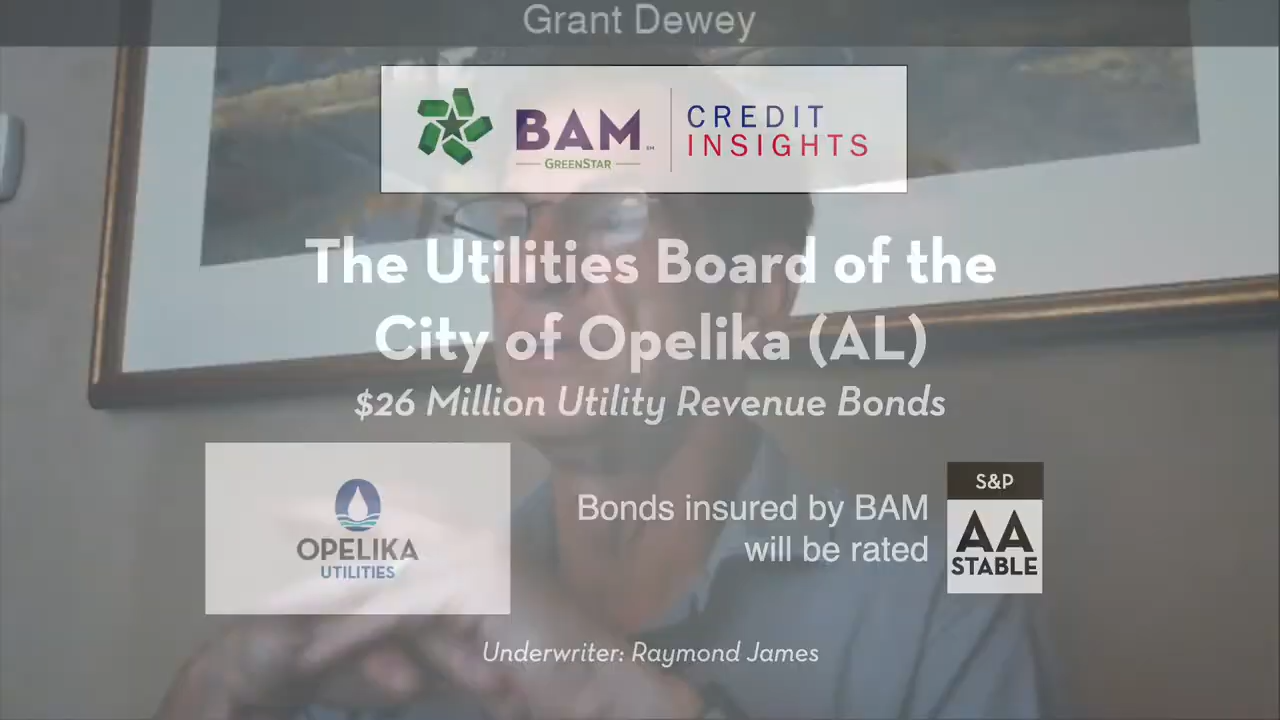 Grant Dewey
BAM SM
GREENSTAR
CREDIT
INSIGHTS
The Utilities Board of the
City of Opelika (AL)
$26 Million Utility Revenue Bonds
OPELIKA
UTILITIES
Bonds insured by BAM
will be rated
S&P
AA
STABLE
Underwriter: Raymond James